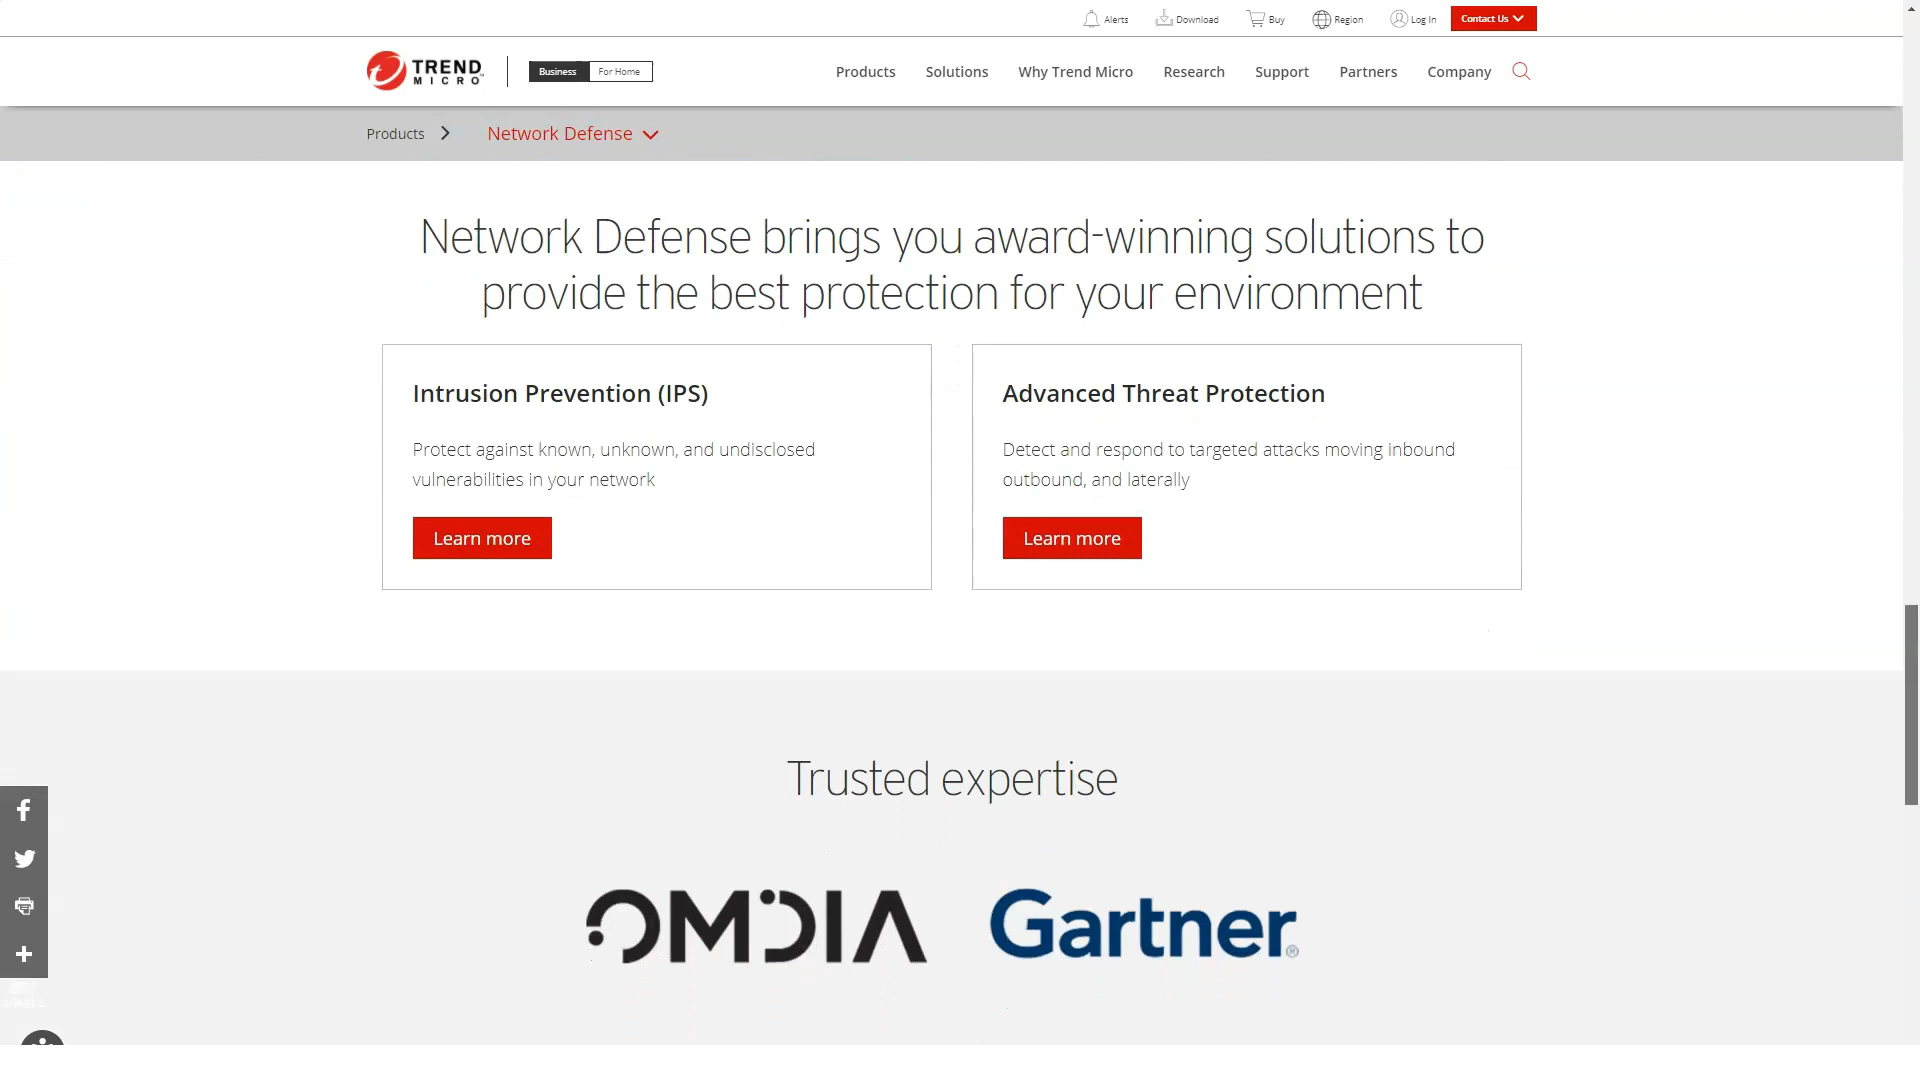 Alerts
Download
Buy
Region
Log In
Contact Us
TREND
MICRO
Business
For Home
Products
Solutions
Why Trend Micro
Research
Support
Partners
Company
Products
Network Defense
Network Defense brings you award-winning solutions to
provide the best protection for your environment
Intrusion Prevention (IPS)
Protect against known, unknown, and undisclosed
vulnerabilities in your network
Learn more
Advanced Threat Protection
Detect and respond to targeted attacks moving inbound
outbound, and laterally
Learn more
Trusted expertise
OMDIA
Gartner®